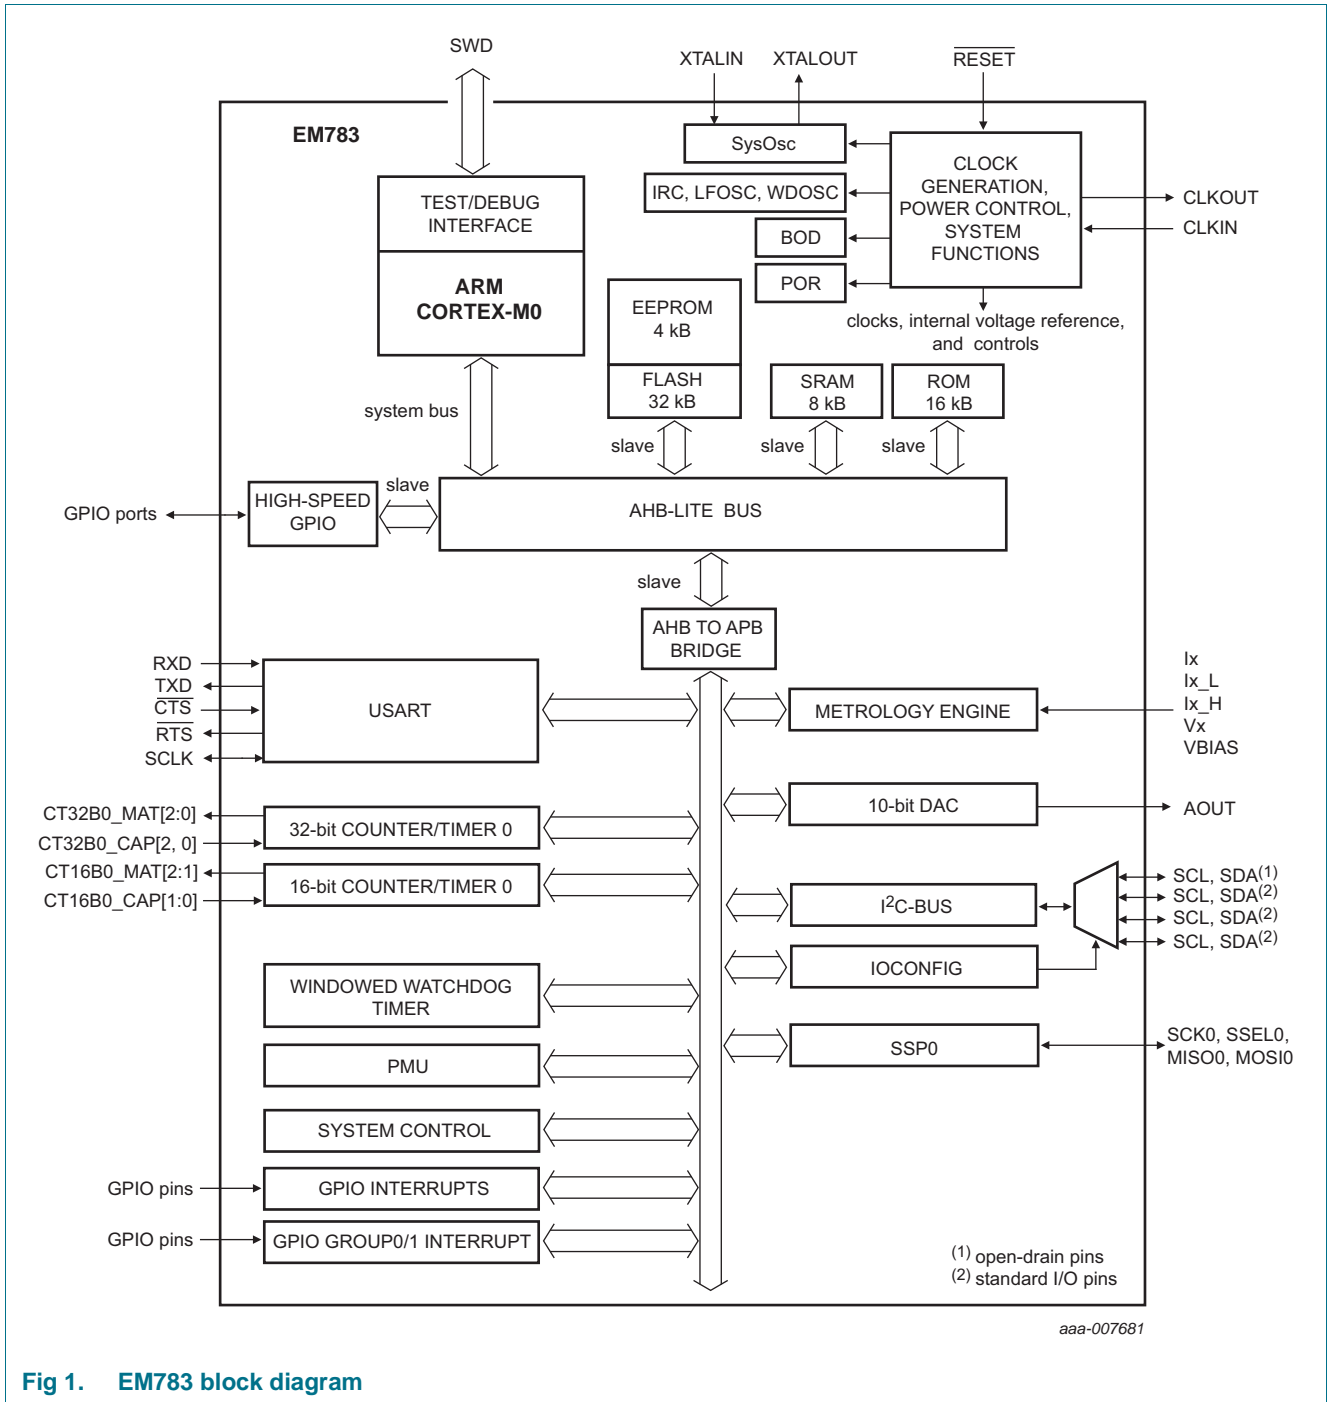 SWD
XTALIN XTALOUT
RESET
EM783
SysOsc
CLOCK
GENERATION,
POWER CONTROL,
SYSTEM
FUNCTIONS
TEST/DEBUG
INTERFACE
IRC, LFOSC, WDOSC
CLKOUT
CLKIN
BOD
POR
ARM
CORTEX-M0
EEPROM
4 kB
clocks, internal voltage reference,
and controls
FLASH
32 kB
SRAM
8 kB
ROM
16 kB
system bus
slave
slave
slave
slave
HIGH-SPEED
GPIO
GPIO ports
AHB-LITE BUS
slave
AHB TO APB
BRIDGE
RXD
TXD
CTS
RTS
SCLK
USART
METROLOGY ENGINE
Ix
Ix_L
Ix_H
Vx
VBIAS
CT32B0_MAT[2:0]
CT32B0_CAP[2, 0]
32-bit COUNTER/TIMER 0
10-bit DAC
AOUT
CT16B0_MAT[2:1]
CT16B0_CAP[1:0]
16-bit COUNTER/TIMER 0
I2C-BUS
SCL, SDA(1)
SCL, SDA(2)
SCL, SDA(2)
SCL, SDA(2)
IOCONFIG
WINDOWED WATCHDOG
TIMER
SSP0
SCK0, SSEL0,
MISO0, MOSI0
PMU
SYSTEM CONTROL
GPIO pins
GPIO INTERRUPTS
GPIO pins
GPIO GROUP0/1 INTERRUPT
(1) open-drain pins
(2) standard I/O pins
aaa-007681
Fig 1. EM783 block diagram